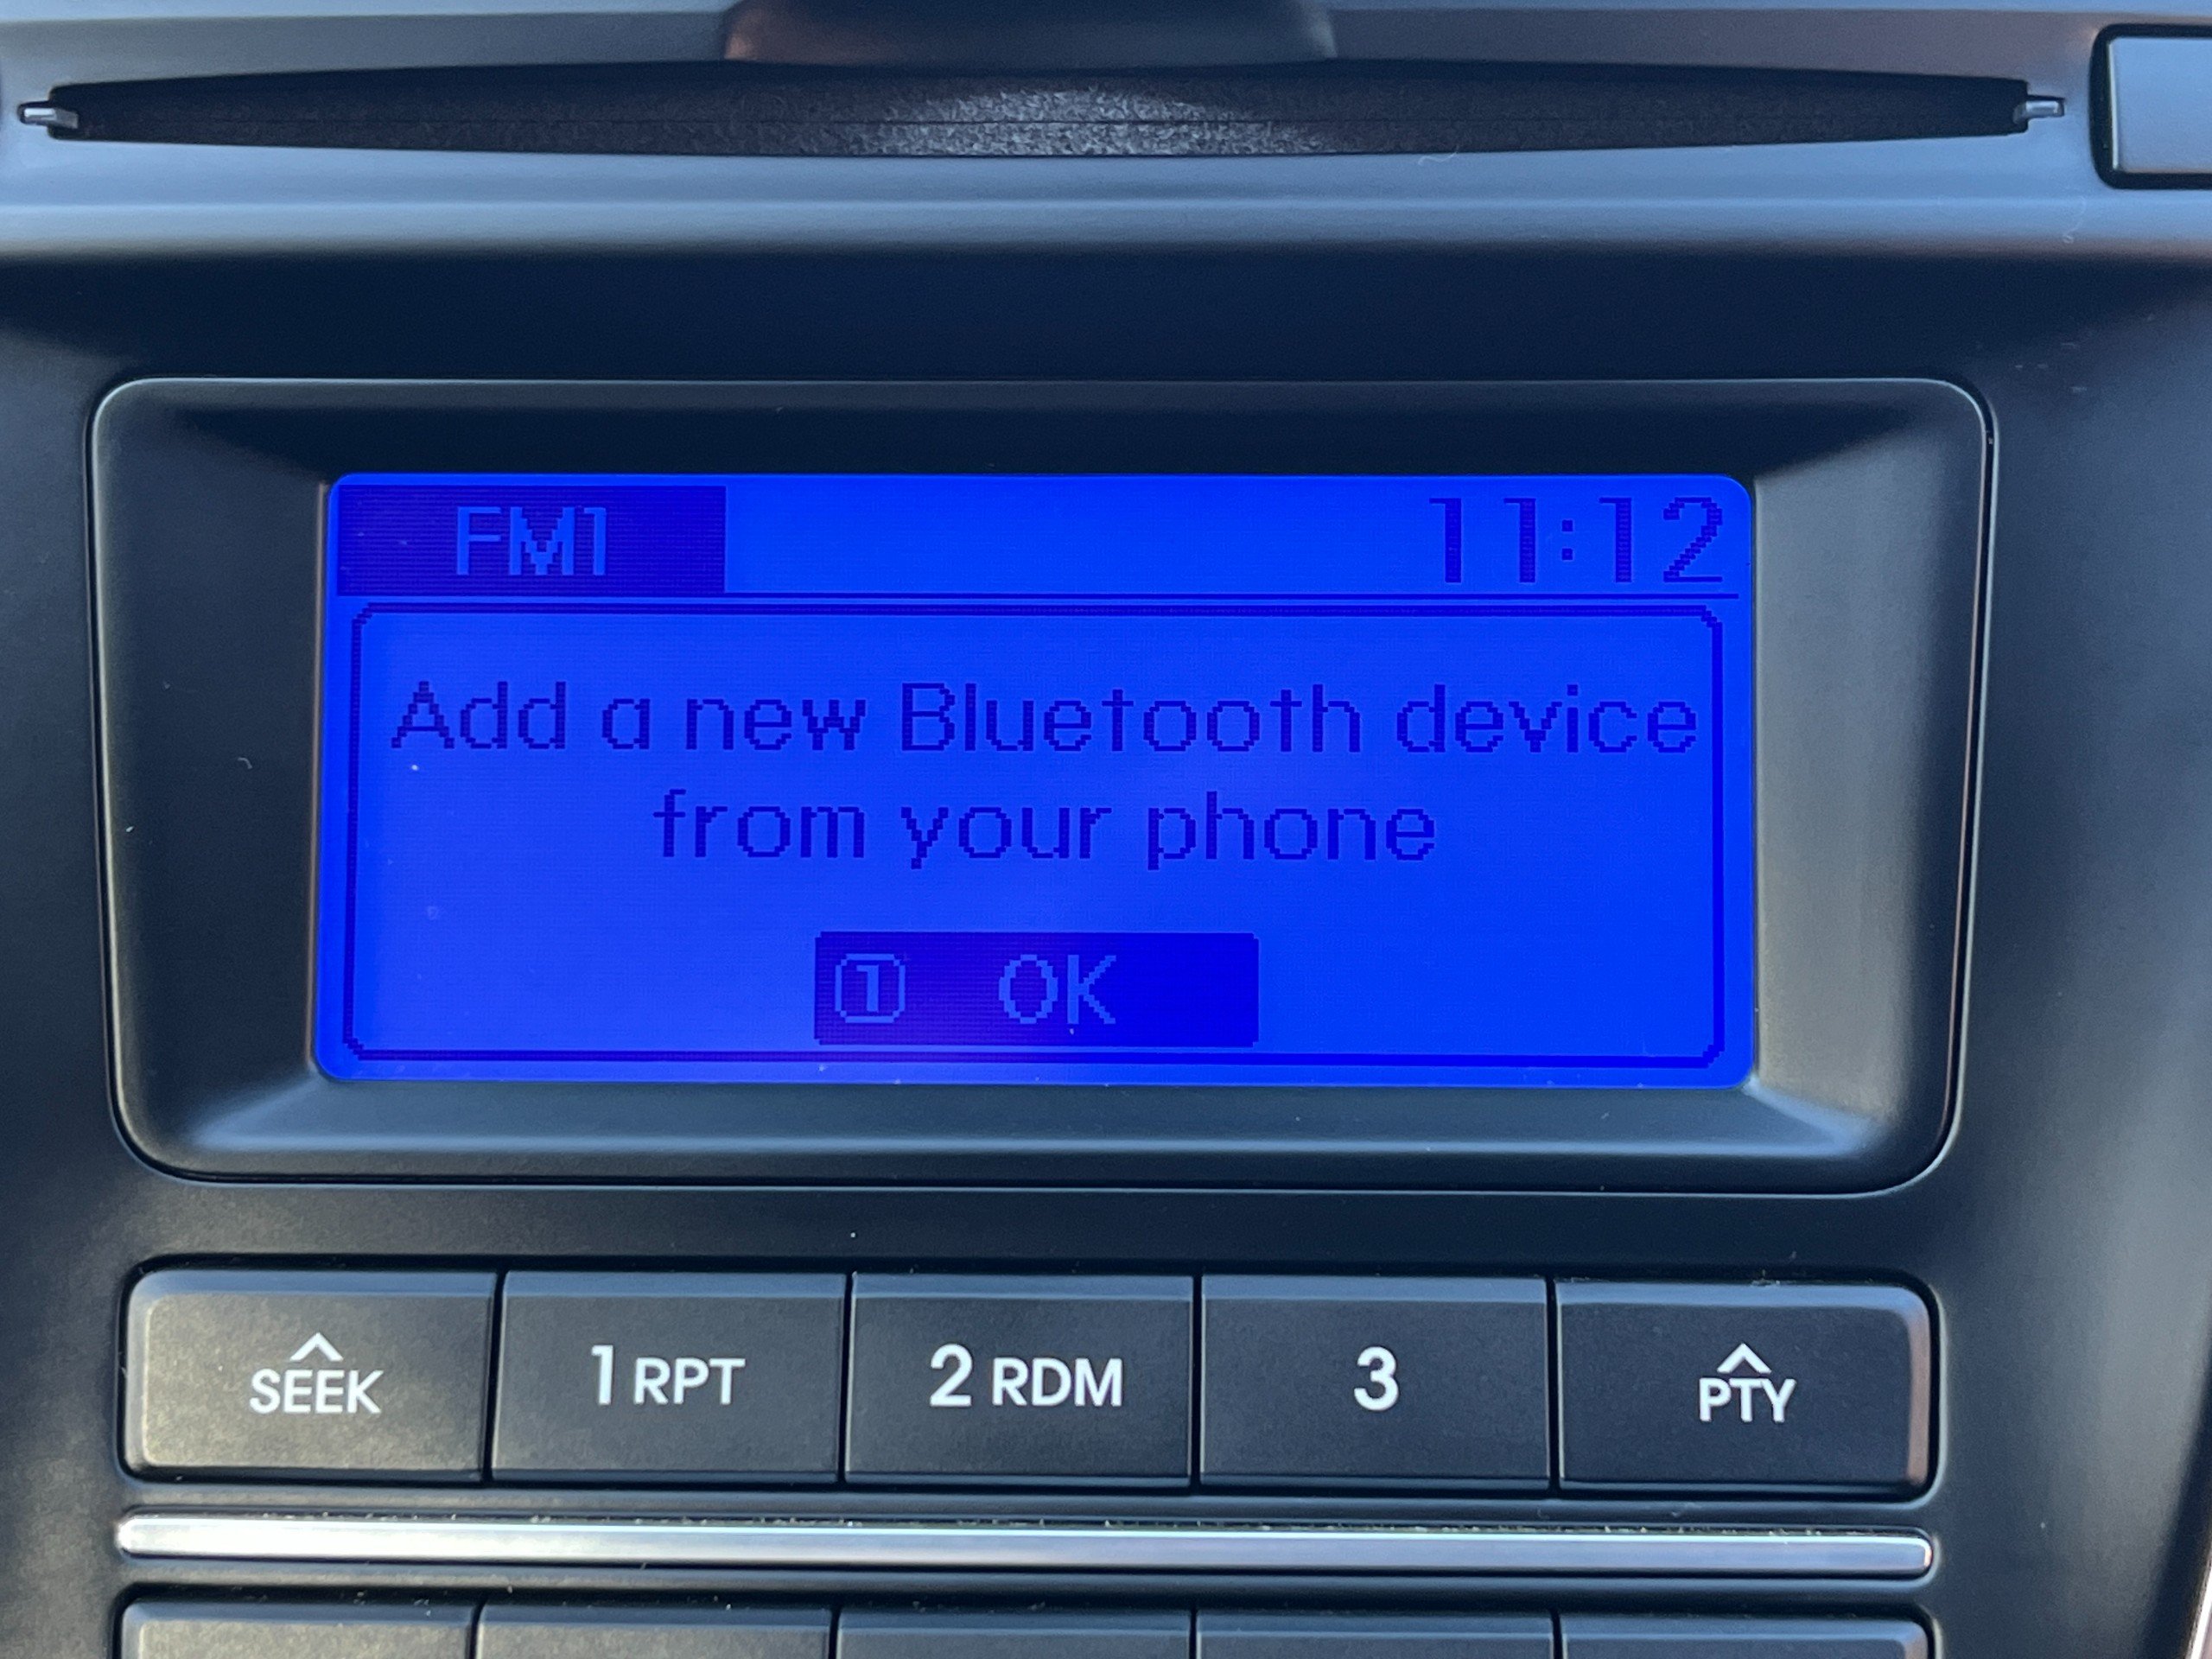 FM1 11:12
Add a new Bluetooth device
from your phone
1 OK
SEEK 1 RPT 2 RDM 3 PTY